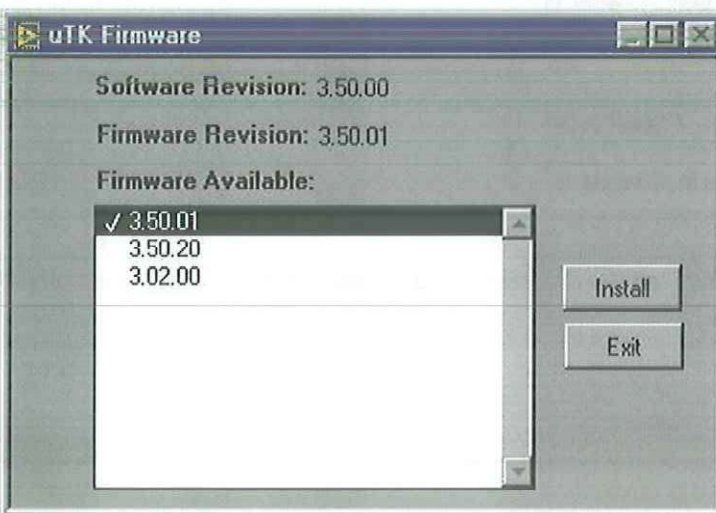 uTK Firmware
Software Revision: 3.50.00
Firmware Revision: 3.50.01
Firmware Available:
✓ 3.50.01
3.50.20
3.02.00
Install
Exit